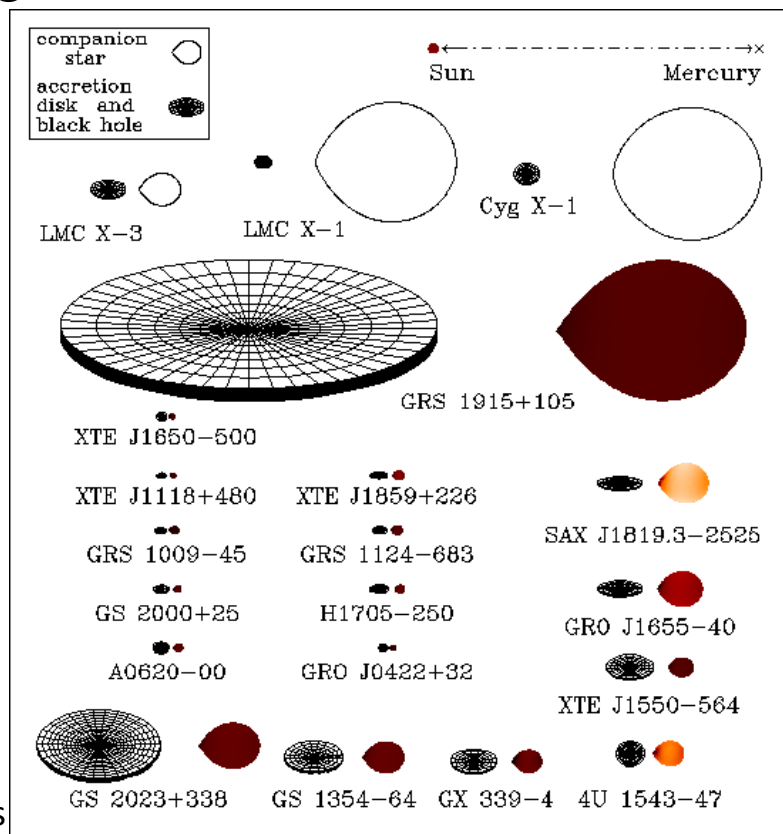 companion
star
accretion
disk and
black hole
Sun
Mercury
LMC X-3
LMC X-1
Cyg X-1
GRS 1915+105
XTE J1650-500
XTE J1118+480
XTE J1859+226
SAX J1819.3-2525
GRS 1009-45
GRS 1124-683
GS 2000+25
H1705-250
GRO J1655-40
A0620-00
GRO J0422+32
XTE J1550-564
GS 2023+338
GS 1354-64
GX 339-4
4U 1543-47
s